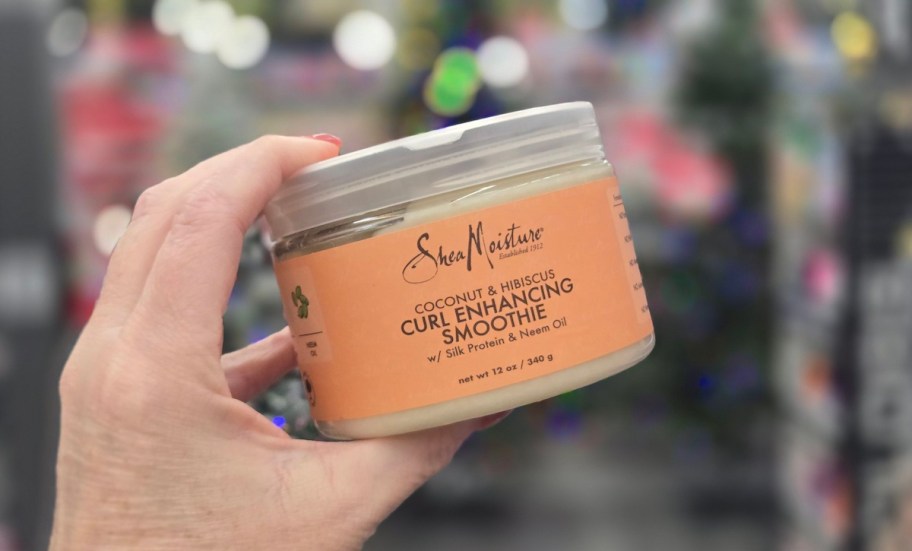 SheaMoisture®
Established 1912
COCONUT & HIBISCUS
CURL ENHANCING
SMOOTHIE
w/ Silk Protein & Neem Oil
net wt 12 oz / 340 g